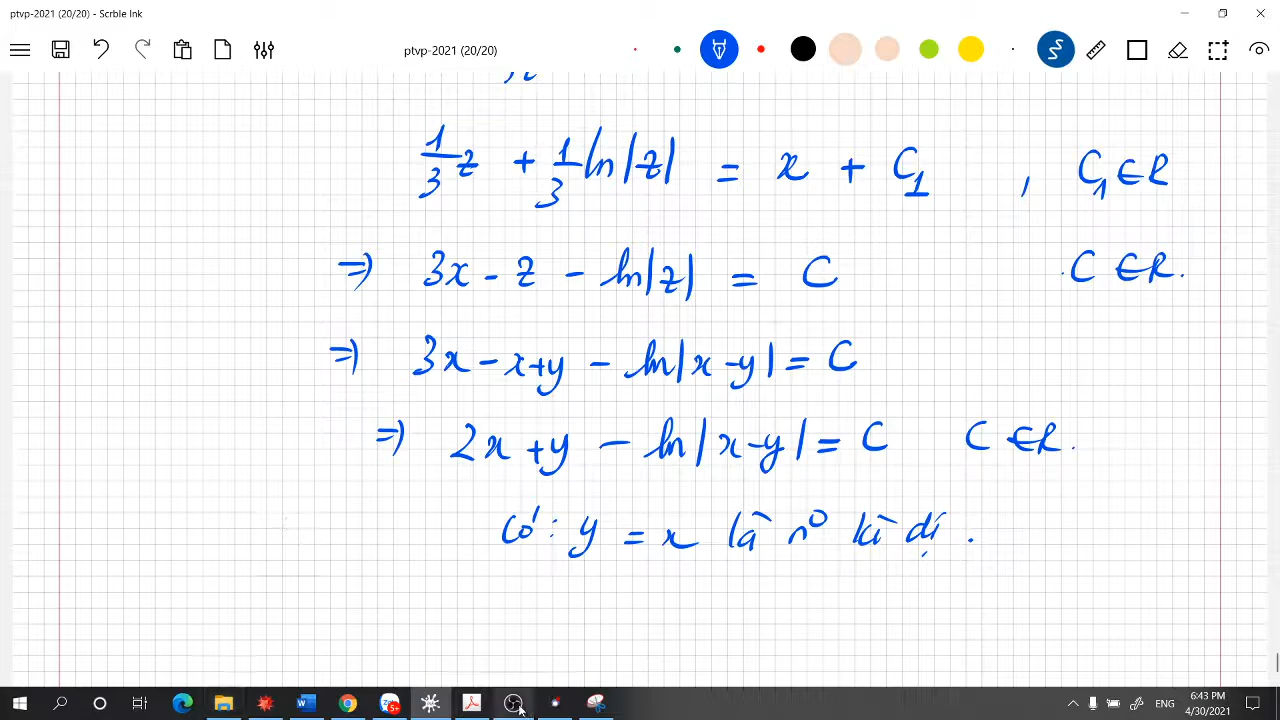 ptvp-2021 (20/20) - Scrble Ink
ptvp-2021 (20/20)
1/3 z + 1/3 ln|z| = x + C₁ , C₁ ∈ R
⇒ 3x - z - ln|z| = C C ∈ R.
⇒ 3x - x + y - ln|x - y| = C
⇒ 2x + y - ln|x - y| = C C ∈ R.
Có: y = x là n⁰ kì dị.
ENG
6:43 PM
4/30/2021